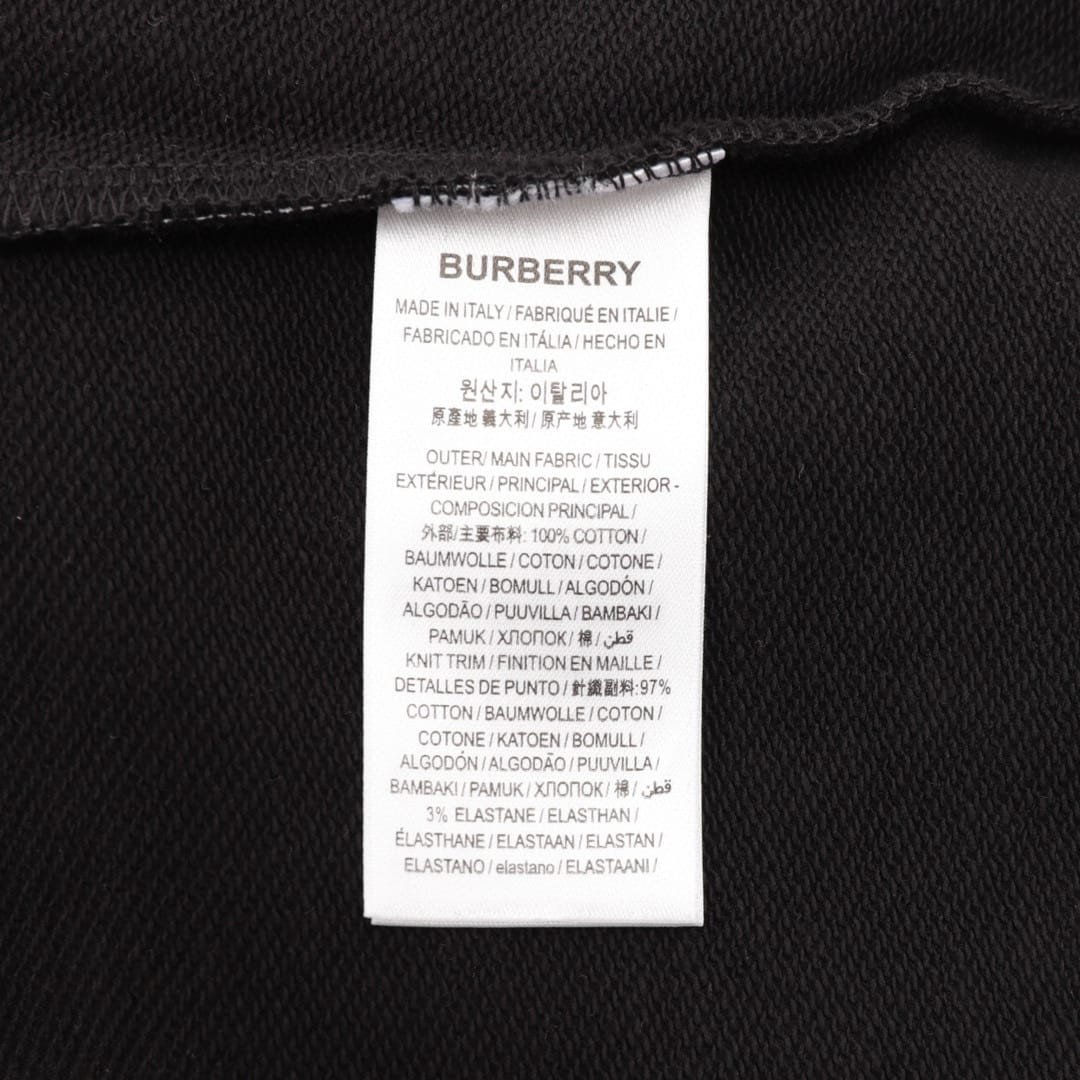 BURBERRY
MADE IN ITALY / FABRIQUÉ EN ITALIE /
FABRICADO EN ITÁLIA / HECHO EN
ITALIA
원산지: 이탈리아
原產地 義大利 / 原产地 意大利
OUTER/ MAIN FABRIC / TISSU
EXTÉRIEUR / PRINCIPAL / EXTERIOR -
COMPOSICION PRINCIPAL /
外部/主要布料: 100% COTTON /
BAUMWOLLE / COTON / COTONE /
KATOEN / BOMULL / ALGODÓN /
ALGODÃO / PUUVILLA / BAMBAKI /
PAMUK / ХЛОПОК / 棉 / قطن
KNIT TRIM / FINITION EN MAILLE /
DETALLES DE PUNTO / 針織副料:97%
COTTON / BAUMWOLLE / COTON /
COTONE / KATOEN / BOMULL /
ALGODÓN / ALGODÃO / PUUVILLA /
BAMBAKI / PAMUK / ХЛОПОК / 棉 / قطن
3% ELASTANE / ELASTHAN /
ÉLASTHANE / ELASTAAN / ELASTAN /
ELASTANO / elastano / ELASTAANI /